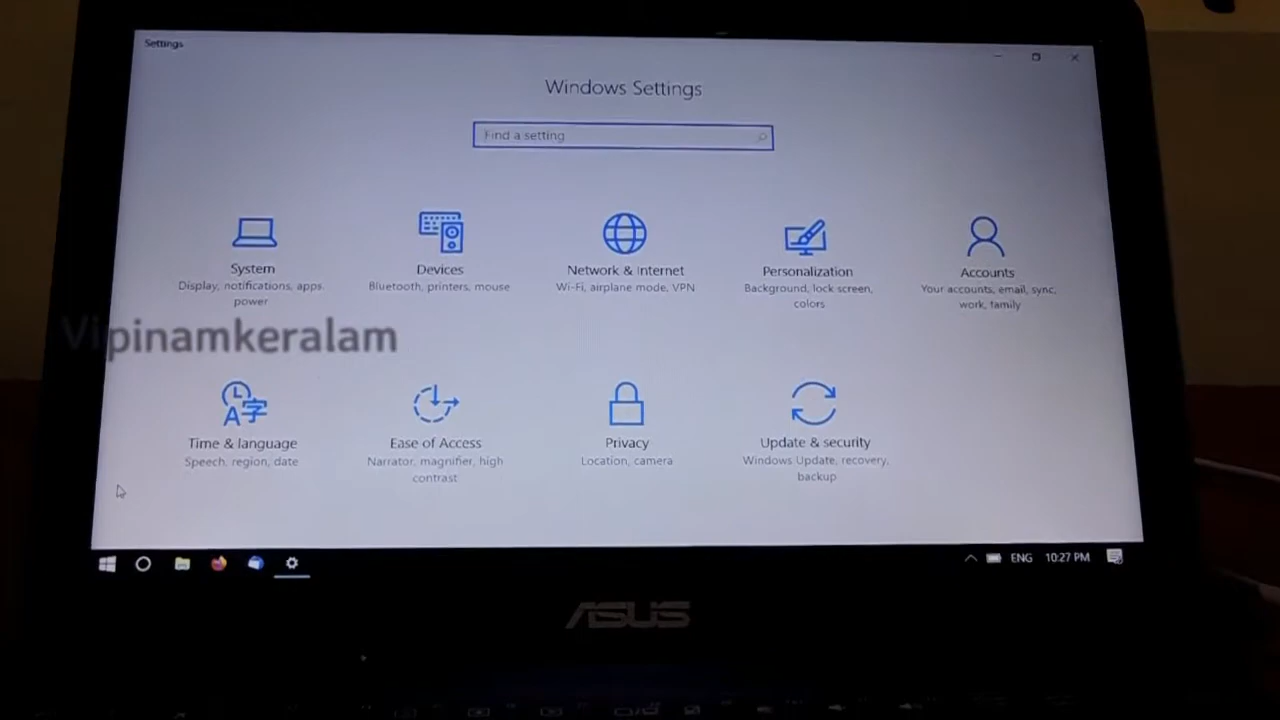 Settings
Windows Settings
Find a setting
System
Display, notifications, apps, power
Devices
Bluetooth, printers, mouse
Network & Internet
Wi-Fi, airplane mode, VPN
Personalization
Background, lock screen, colors
Accounts
Your accounts, email, sync, work, family
Vipinamkeralam
A字
Time & language
Speech, region, date
Ease of Access
Narrator, magnifier, high contrast
Privacy
Location, camera
Update & security
Windows Update, recovery, backup
ENG 10:27 PM
ASUS